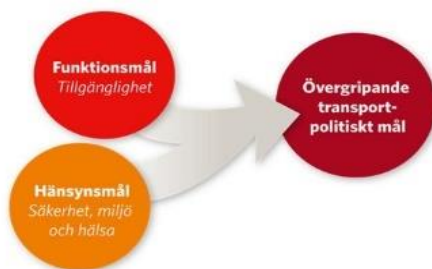 Funktionsmål
Tillgänglighet
Övergripande
transport-
politiskt mål
Hänsynsmål
Säkerhet, miljö
och hälsa